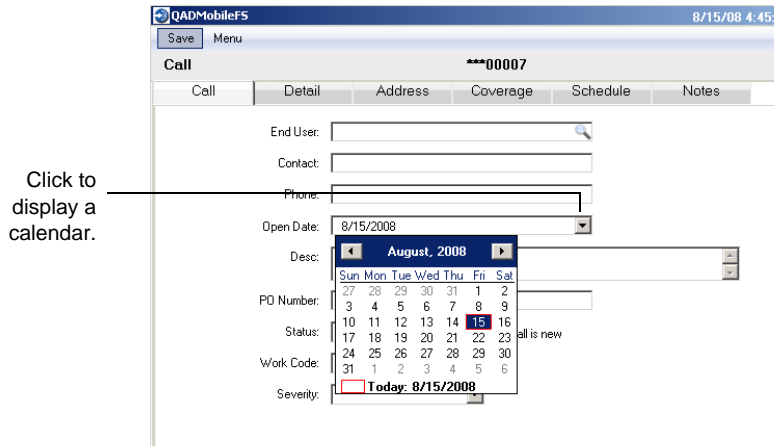 QADMobileFS 8/15/08 4:45:
Save Menu
Call ***00007
Call Detail Address Coverage Schedule Notes
End User:
Contact:
Click to
display a
calendar.
Phone:
Open Date: 8/15/2008
Desc:
August, 2008
Sun Mon Tue Wed Thu Fri Sat
27 28 29 30 31 1 2
PO Number:
3 4 5 6 7 8 9
10 11 12 13 14 15 16
Status: all is new
17 18 19 20 21 22 23
24 25 26 27 28 29 30
Work Code:
31 1 2 3 4 5 6
Today: 8/15/2008
Severity: